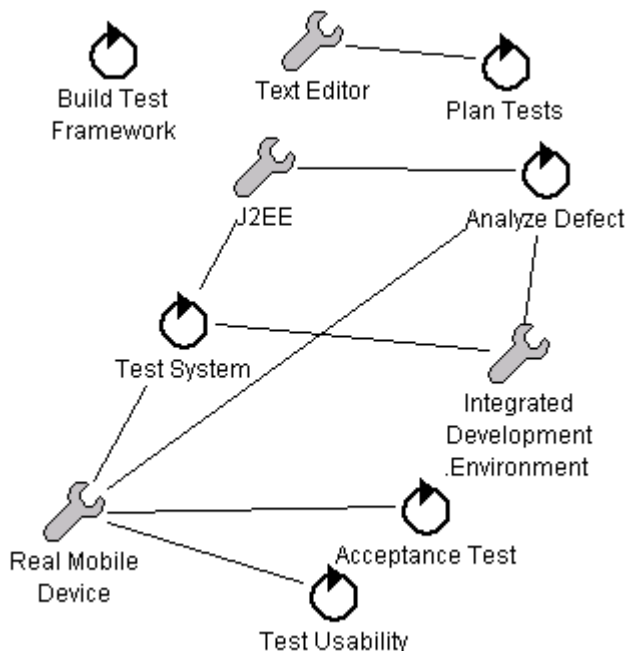 Build Test
Framework
Text Editor
Plan Tests
J2EE
Analyze Defect
Test System
Integrated
Development
.Environment
Real Mobile
Device
Acceptance Test
Test Usability